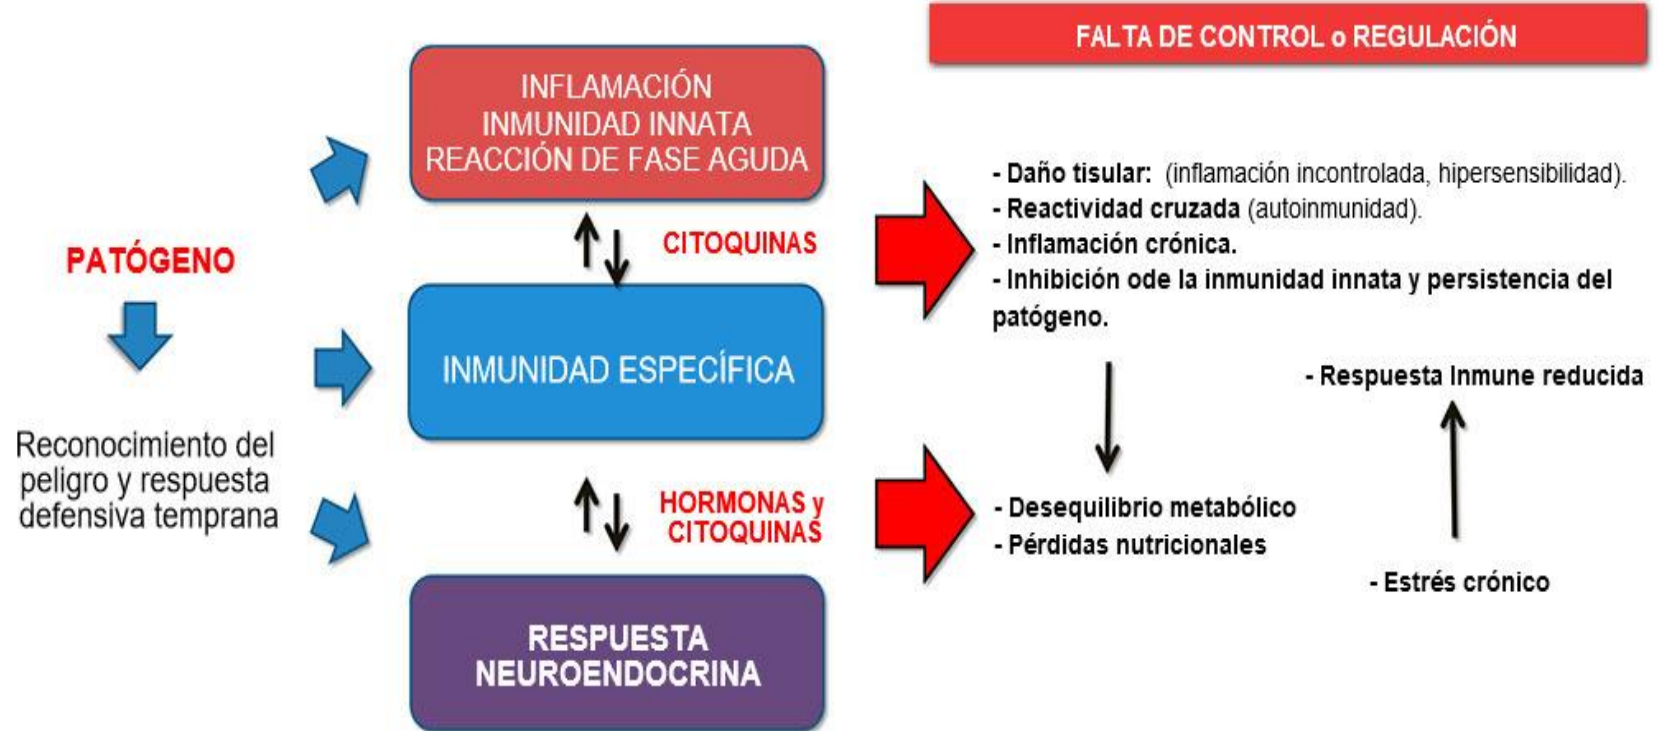 FALTA DE CONTROL o REGULACIÓN
INFLAMACIÓN
INMUNIDAD INNATA
REACCIÓN DE FASE AGUDA
PATÓGENO
Reconocimiento del
peligro y respuesta
defensiva temprana
CITOQUINAS
INMUNIDAD ESPECÍFICA
HORMONAS y
CITOQUINAS
RESPUESTA
NEUROENDOCRINA
- Daño tisular: (inflamación incontrolada, hipersensibilidad).
- Reactividad cruzada (autoinmunidad).
- Inflamación crónica.
- Inhibición ode la inmunidad innata y persistencia del
patógeno.
- Respuesta Inmune reducida
- Desequilibrio metabólico
- Pérdidas nutricionales
- Estrés crónico